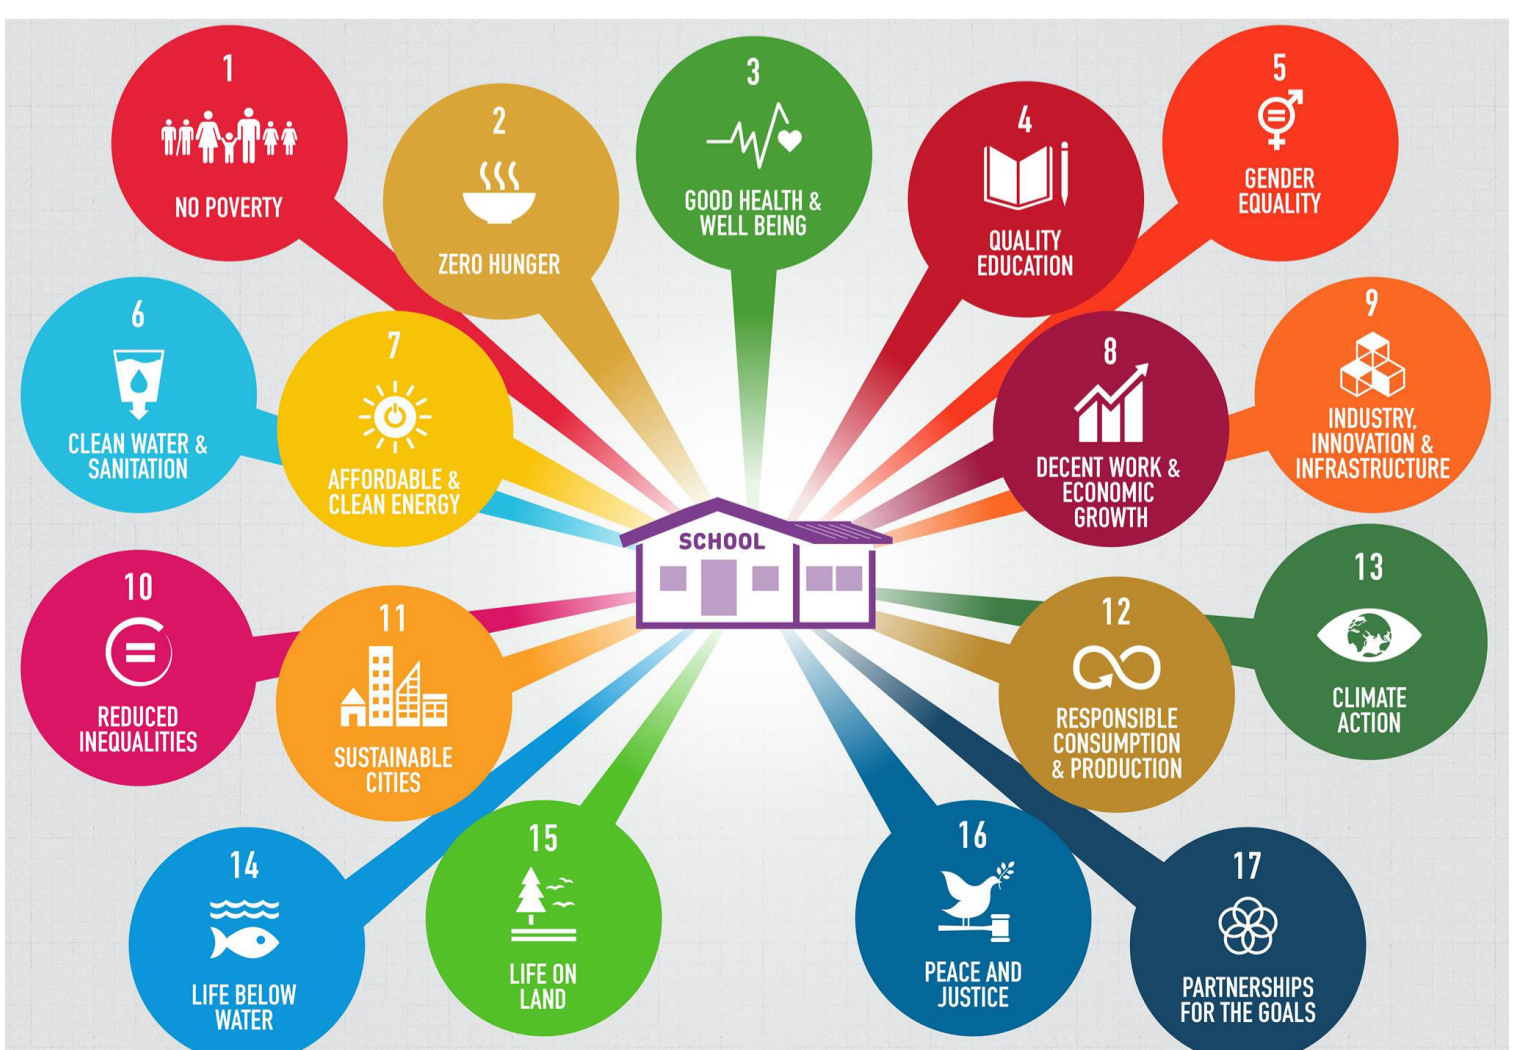 1
NO POVERTY
2
ZERO HUNGER
3
GOOD HEALTH &
WELL BEING
4
QUALITY
EDUCATION
5
GENDER
EQUALITY
6
CLEAN WATER &
SANITATION
7
AFFORDABLE &
CLEAN ENERGY
8
DECENT WORK &
ECONOMIC
GROWTH
9
INDUSTRY,
INNOVATION &
INFRASTRUCTURE
SCHOOL
10
REDUCED
INEQUALITIES
11
SUSTAINABLE
CITIES
12
RESPONSIBLE
CONSUMPTION
& PRODUCTION
13
CLIMATE
ACTION
14
LIFE BELOW
WATER
15
LIFE ON
LAND
16
PEACE AND
JUSTICE
17
PARTNERSHIPS
FOR THE GOALS